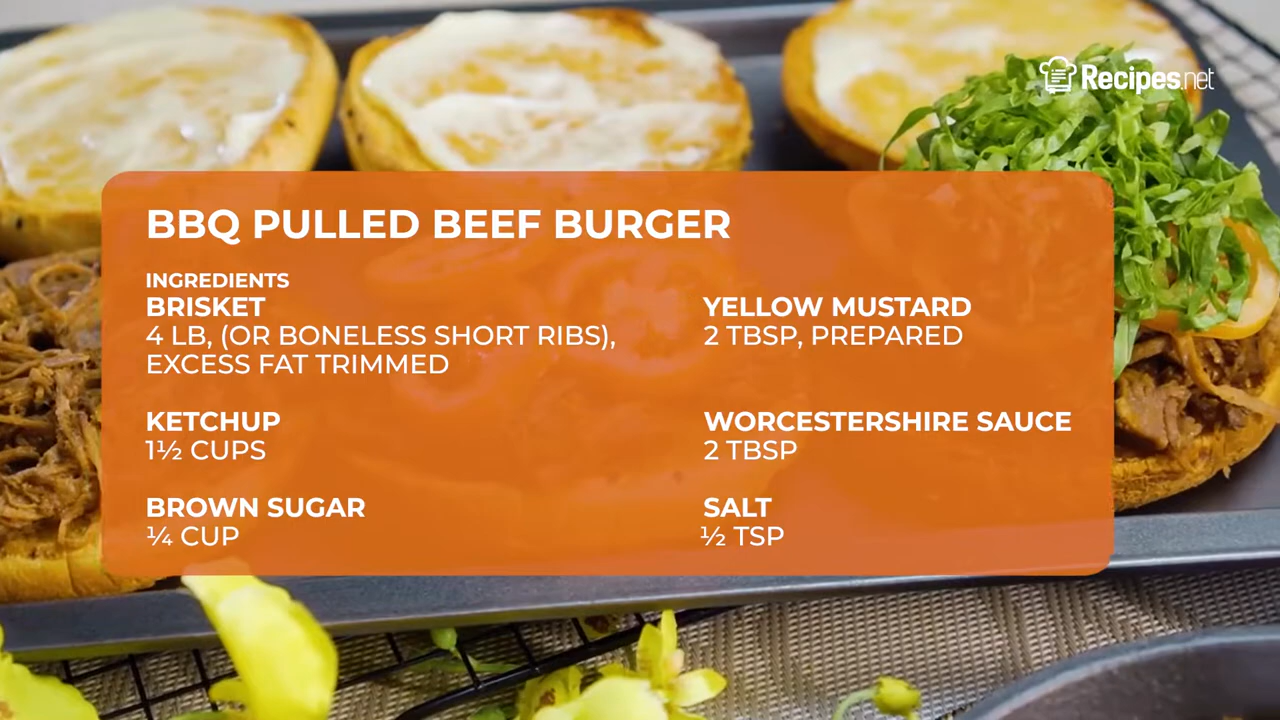 Recipes.net
BBQ PULLED BEEF BURGER
INGREDIENTS
BRISKET
4 LB, (OR BONELESS SHORT RIBS),
EXCESS FAT TRIMMED
KETCHUP
1½ CUPS
BROWN SUGAR
¼ CUP
YELLOW MUSTARD
2 TBSP, PREPARED
WORCESTERSHIRE SAUCE
2 TBSP
SALT
½ TSP